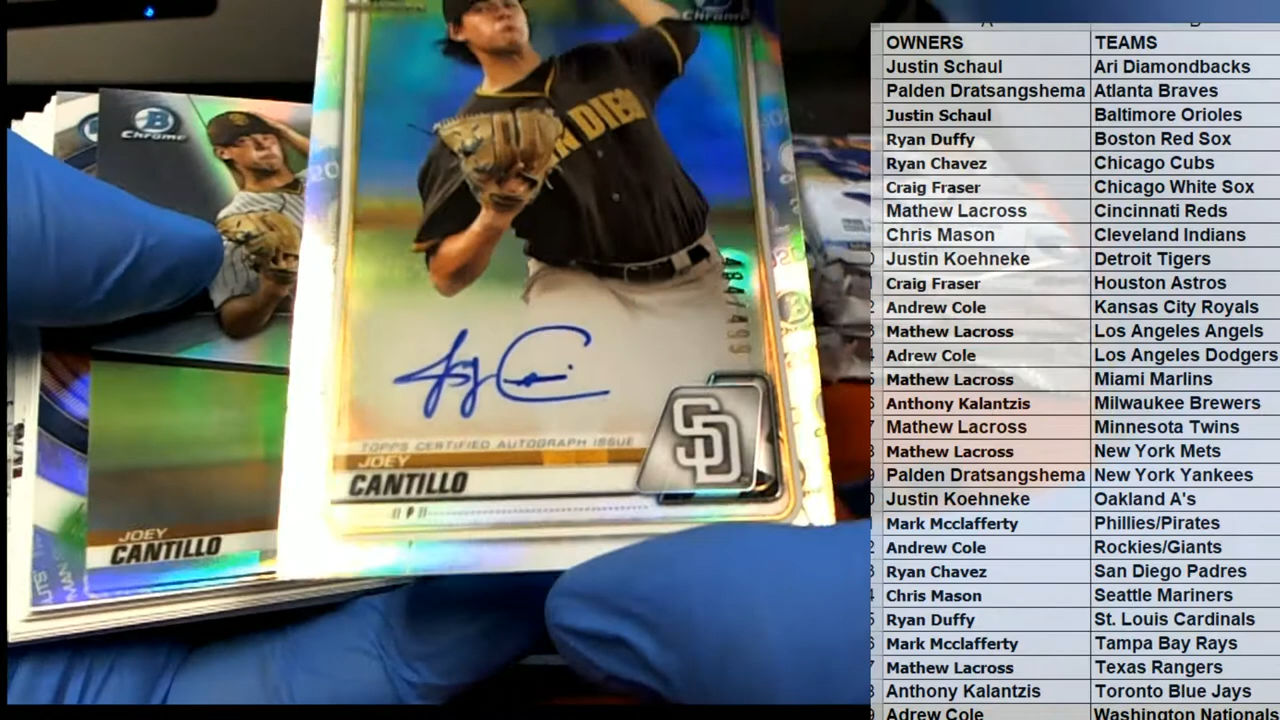 OWNERS TEAMS
Justin Schaul Ari Diamondbacks
Palden Dratsangshema Atlanta Braves
Justin Schaul Baltimore Orioles
Ryan Duffy Boston Red Sox
Ryan Chavez Chicago Cubs
Craig Fraser Chicago White Sox
Mathew Lacross Cincinnati Reds
Chris Mason Cleveland Indians
Justin Koehneke Detroit Tigers
Craig Fraser Houston Astros
Andrew Cole Kansas City Royals
Mathew Lacross Los Angeles Angels
Adrew Cole Los Angeles Dodgers
Mathew Lacross Miami Marlins
Anthony Kalantzis Milwaukee Brewers
Mathew Lacross Minnesota Twins
Mathew Lacross New York Mets
Palden Dratsangshema New York Yankees
Justin Koehneke Oakland A's
Mark Mcclafferty Phillies/Pirates
Andrew Cole Rockies/Giants
Ryan Chavez San Diego Padres
Chris Mason Seattle Mariners
Ryan Duffy St. Louis Cardinals
Mark Mcclafferty Tampa Bay Rays
Mathew Lacross Texas Rangers
Anthony Kalantzis Toronto Blue Jays
Adrew Cole Washington Nationals
Chrome
N DIEG
484/499
SD
TOPPS CERTIFIED AUTOGRAPH ISSUE
JOEY
CANTILLO
P
B
Chrome
JOEY
CANTILLO